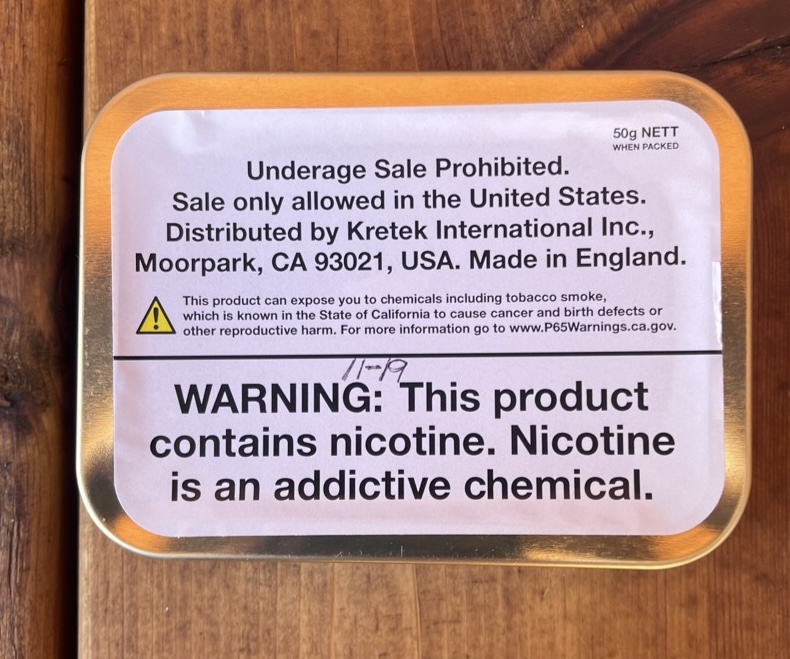 50g NETT
WHEN PACKED
Underage Sale Prohibited.
Sale only allowed in the United States.
Distributed by Kretek International Inc.,
Moorpark, CA 93021, USA. Made in England.
This product can expose you to chemicals including tobacco smoke,
which is known in the State of California to cause cancer and birth defects or
other reproductive harm. For more information go to www.P65Warnings.ca.gov.
11-19
WARNING: This product
contains nicotine. Nicotine
is an addictive chemical.